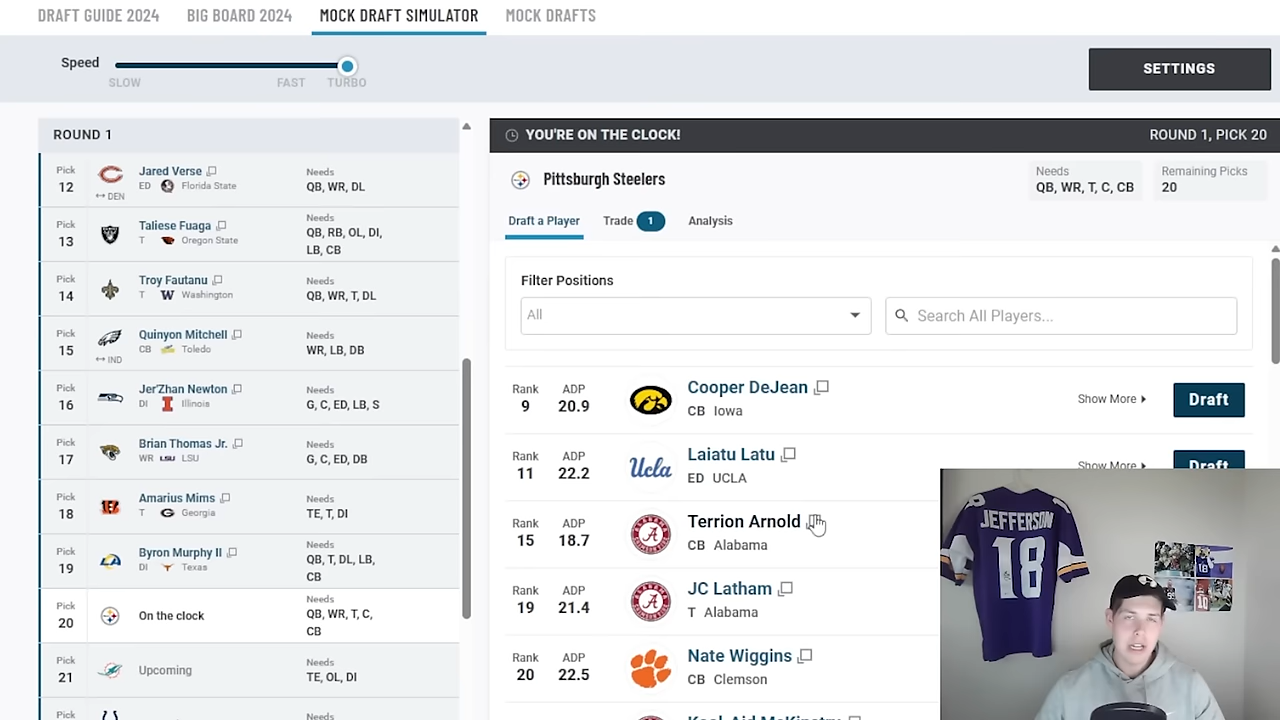 DRAFT GUIDE 2024 BIG BOARD 2024 MOCK DRAFT SIMULATOR MOCK DRAFTS
Speed
SLOW FAST TURBO
SETTINGS
ROUND 1
Pick 12
↔ DEN
Jared Verse
ED Florida State
Needs
QB, WR, DL
Pick 13
Taliese Fuaga
T Oregon State
Needs
QB, RB, OL, DI,
LB, CB
Pick 14
Troy Fautanu
T W Washington
Needs
QB, WR, T, DL
Pick 15
↔ IND
Quinyon Mitchell
CB Toledo
Needs
WR, LB, DB
Pick 16
Jer'Zhan Newton
DI I Illinois
Needs
G, C, ED, LB, S
Pick 17
Brian Thomas Jr.
WR LSU LSU
Needs
G, C, ED, DB
Pick 18
Amarius Mims
T G Georgia
Needs
TE, T, DI
Pick 19
Byron Murphy II
DI Texas
Needs
QB, T, DL, LB,
CB
Pick 20
On the clock
Needs
QB, WR, T, C,
CB
Pick 21
Upcoming
Needs
TE, OL, DI
Pick
YOU'RE ON THE CLOCK! ROUND 1, PICK 20
Pittsburgh Steelers
Needs
QB, WR, T, C, CB
Remaining Picks
20
Draft a Player Trade 1 Analysis
Filter Positions
All
Search All Players...
Rank 9
ADP 20.9
Cooper DeJean
CB Iowa
Show More
Draft
Rank 11
ADP 22.2
Ucla
Laiatu Latu
ED UCLA
Show More
Draft
Rank 15
ADP 18.7
Terrion Arnold
CB Alabama
Rank 19
ADP 21.4
JC Latham
T Alabama
Rank 20
ADP 22.5
Nate Wiggins
CB Clemson
Kool-Aid McKinstry
JEFFERSON
18